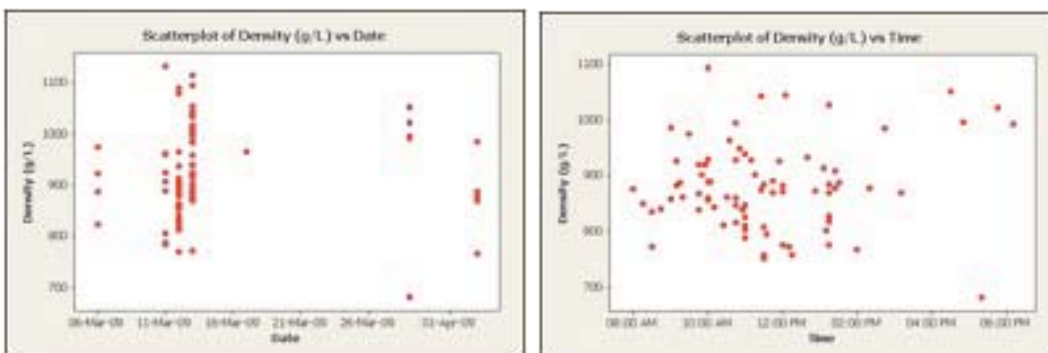 Scatterplot of Density (g/L) vs Date
Density (g/L)
1100
1000
900
800
700
06-Mar-09 11-Mar-09 16-Mar-09 21-Mar-09 26-Mar-09 01-Apr-09
Date
Scatterplot of Density (g/L) vs Time
Density (g/L)
1100
1000
900
800
700
08:00 AM 10:00 AM 12:00 PM 02:00 PM 04:00 PM 06:00 PM
Time